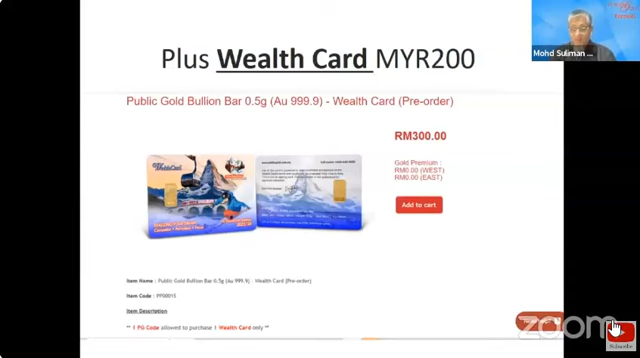 Plus Wealth Card MYR200
Mohd Suliman ...
Public Gold Bullion Bar 0.5g (Au 999.9) - Wealth Card (Pre-order)
RM300.00
Gold Premium :
RM0.00 (WEST)
RM0.00 (EAST)
Add to cart
Item Name : Public Gold Bullion Bar 0.5g (Au 999.9) - Wealth Card (Pre-order)
Item Code : PP00015
Item Description
** 1 PG Code allowed to purchase 1 Wealth Card only **
zoom
Subscribe